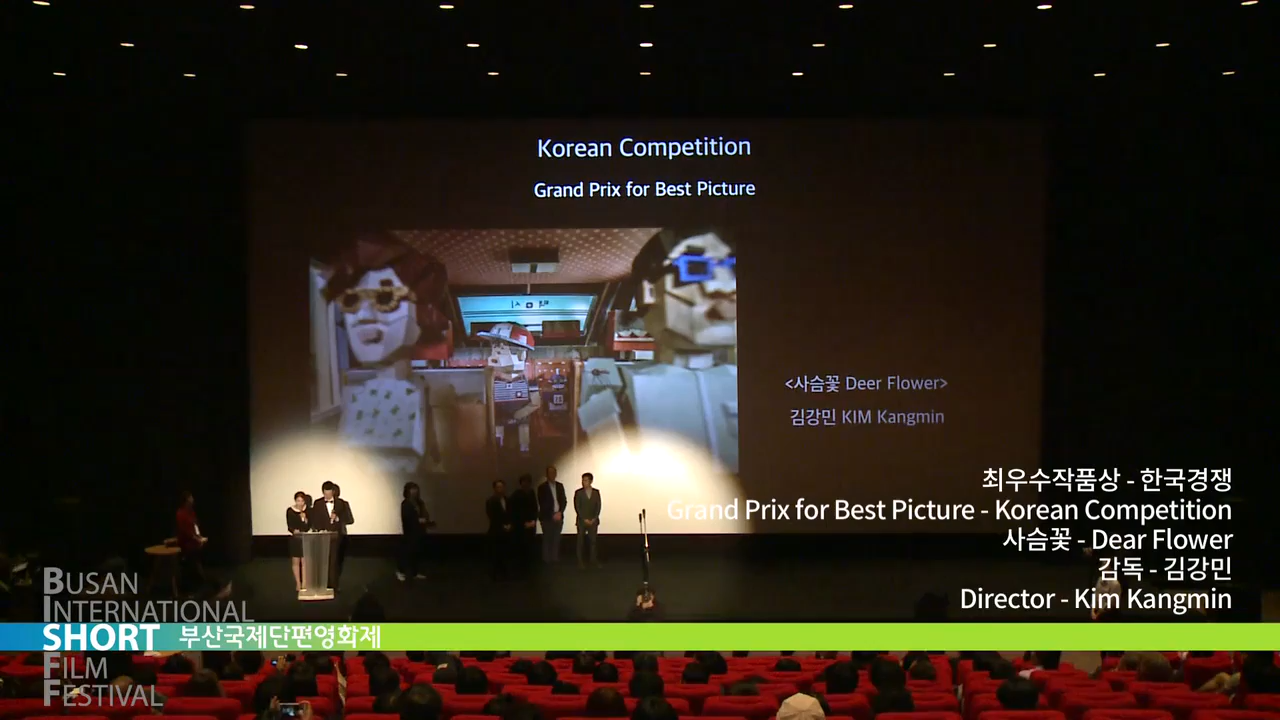 Korean Competition
Grand Prix for Best Picture
<사슴꽃 Deer Flower>
김강민 KIM Kangmin
최우수작품상 - 한국경쟁
Grand Prix for Best Picture - Korean Competition
사슴꽃 - Dear Flower
감독 - 김강민
Director - Kim Kangmin
BUSAN
INTERNATIONAL
SHORT 부산국제단편영화제
FILM
FESTIVAL